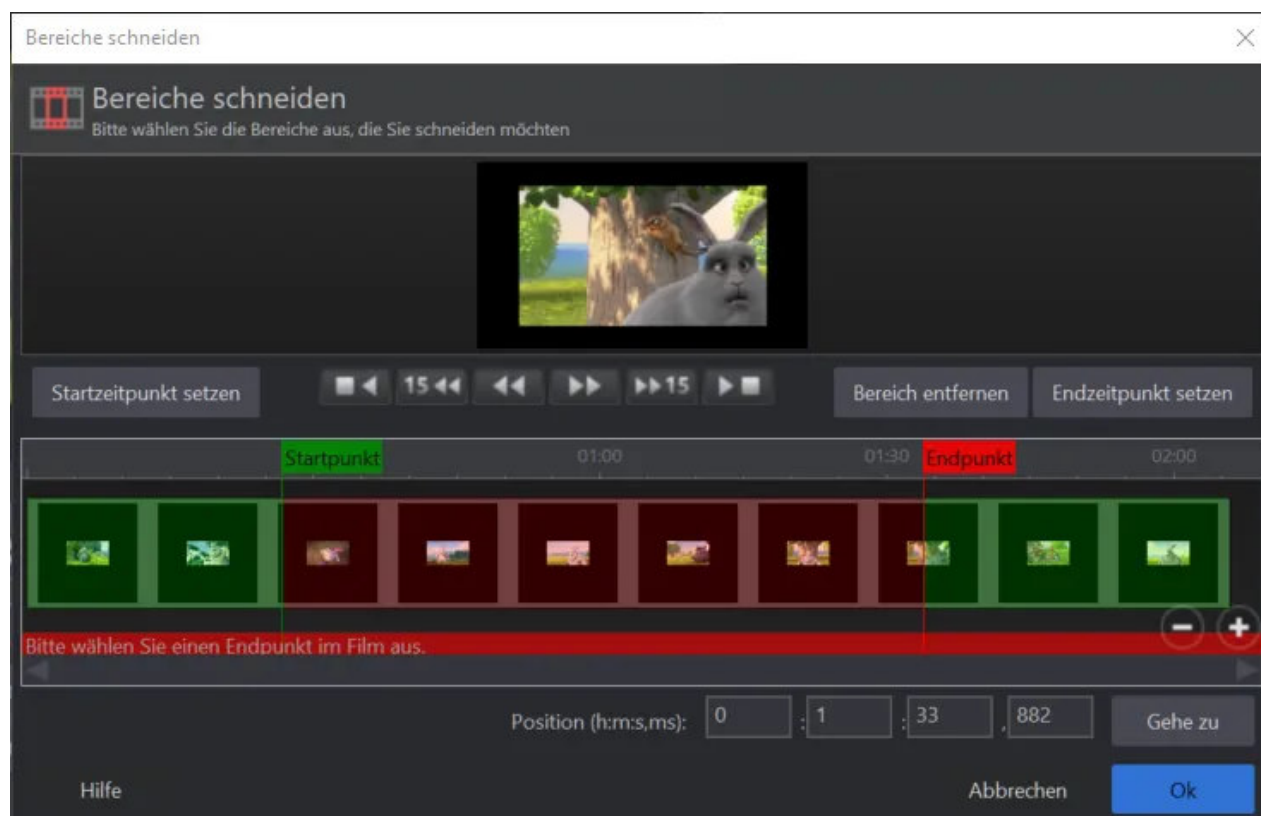 Bereiche schneiden
Bereiche schneiden
Bitte wählen Sie die Bereiche aus, die Sie schneiden möchten
Startzeitpunkt setzen 15 15 Bereich entfernen Endzeitpunkt setzen
Startpunkt 01:00 01:30 Endpunkt 02:00
Bitte wählen Sie einen Endpunkt im Film aus.
Position (h:m:s,ms): 0 : 1 : 33 , 882 Gehe zu
Hilfe Abbrechen Ok